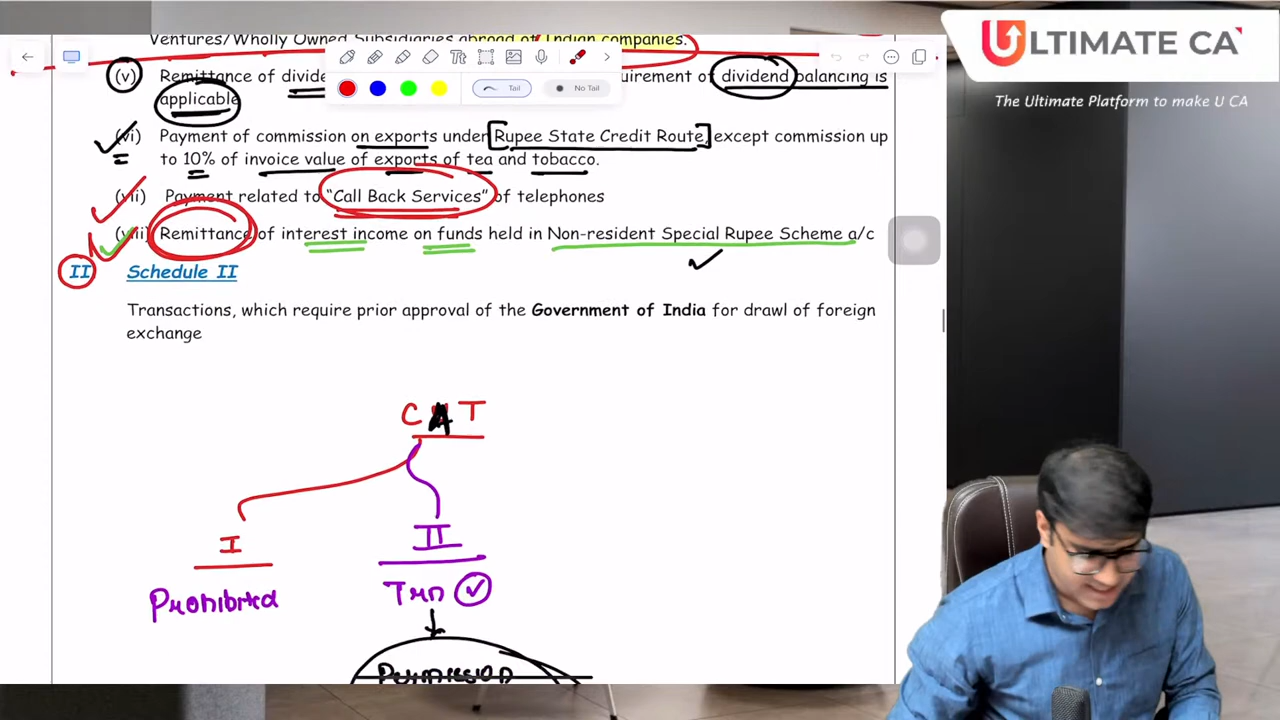 Ventures/Wholly Owned Subsidiaries abroad of Indian companies.
(v) Remittance of divide uirement of dividend balancing is
applicable
(vi) Payment of commission on exports under Rupee State Credit Route, except commission up
to 10% of invoice value of exports of tea and tobacco.
(vii) Payment related to "Call Back Services" of telephones
(viii) Remittance of interest income on funds held in Non-resident Special Rupee Scheme a/c
II Schedule II
Transactions, which require prior approval of the Government of India for drawl of foreign
exchange
CAT
I II
Prohibited Trn
Permission
Tail No Tail
ULTIMATE CA
The Ultimate Platform to make U CA